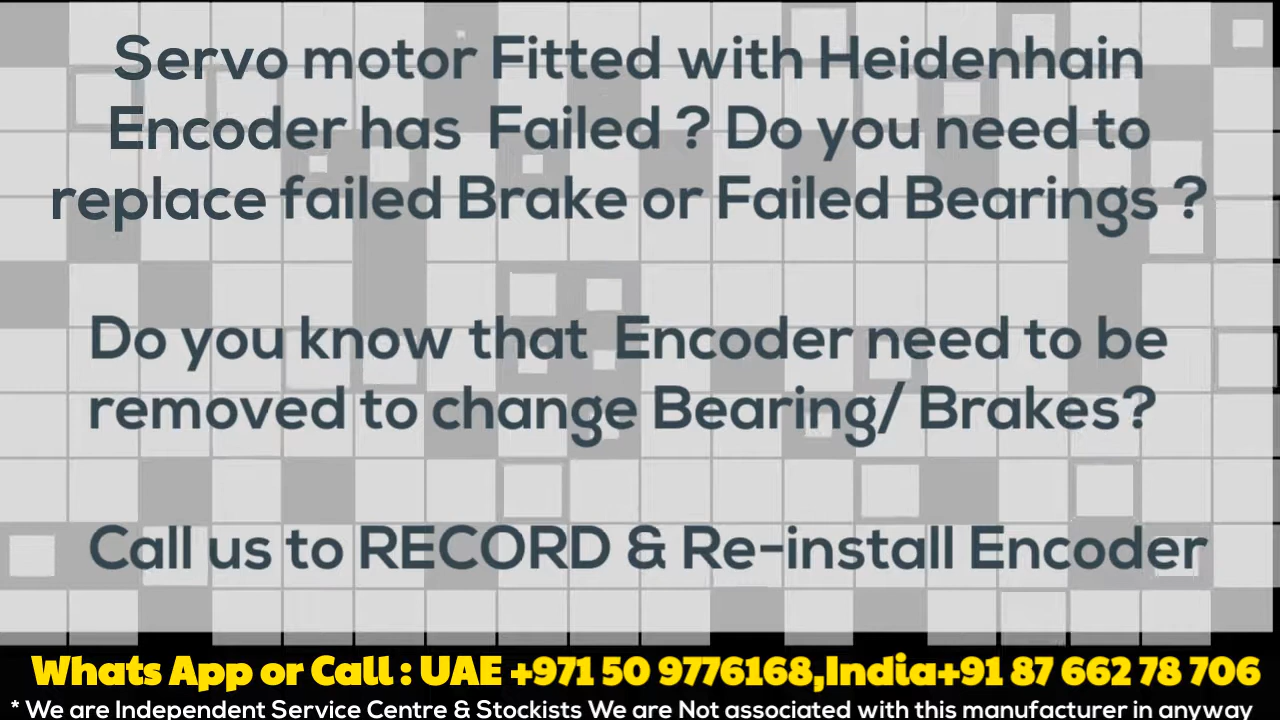 Servo motor Fitted with Heidenhain
Encoder has Failed ? Do you need to
replace failed Brake or Failed Bearings ?
Do you know that Encoder need to be
removed to change Bearing/ Brakes?
Call us to RECORD & Re-install Encoder
Whats App or Call : UAE +971 50 9776168,India+91 87 662 78 706
* We are Independent Service Centre & Stockists We are Not associated with this manufacturer in anyway